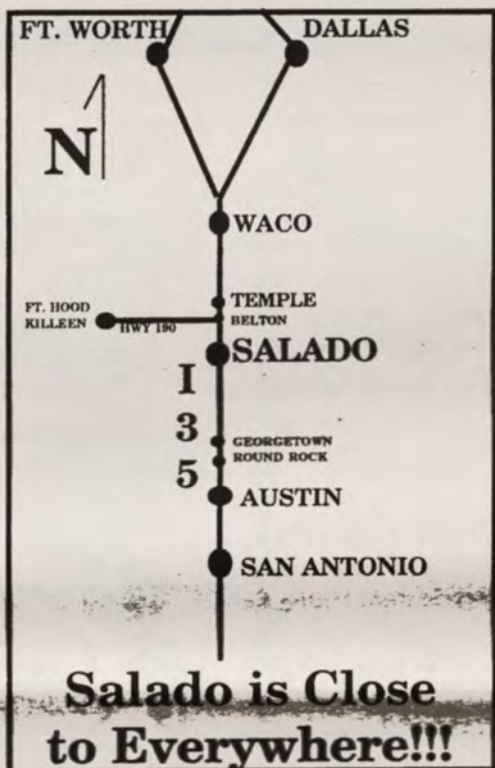 FT. WORTH
DALLAS
N
WACO
TEMPLE
BELTON
FT. HOOD
KILLEEN
HWY 190
SALADO
I
3
5
GEORGETOWN
ROUND ROCK
AUSTIN
SAN ANTONIO
Salado is Close
to Everywhere!!!